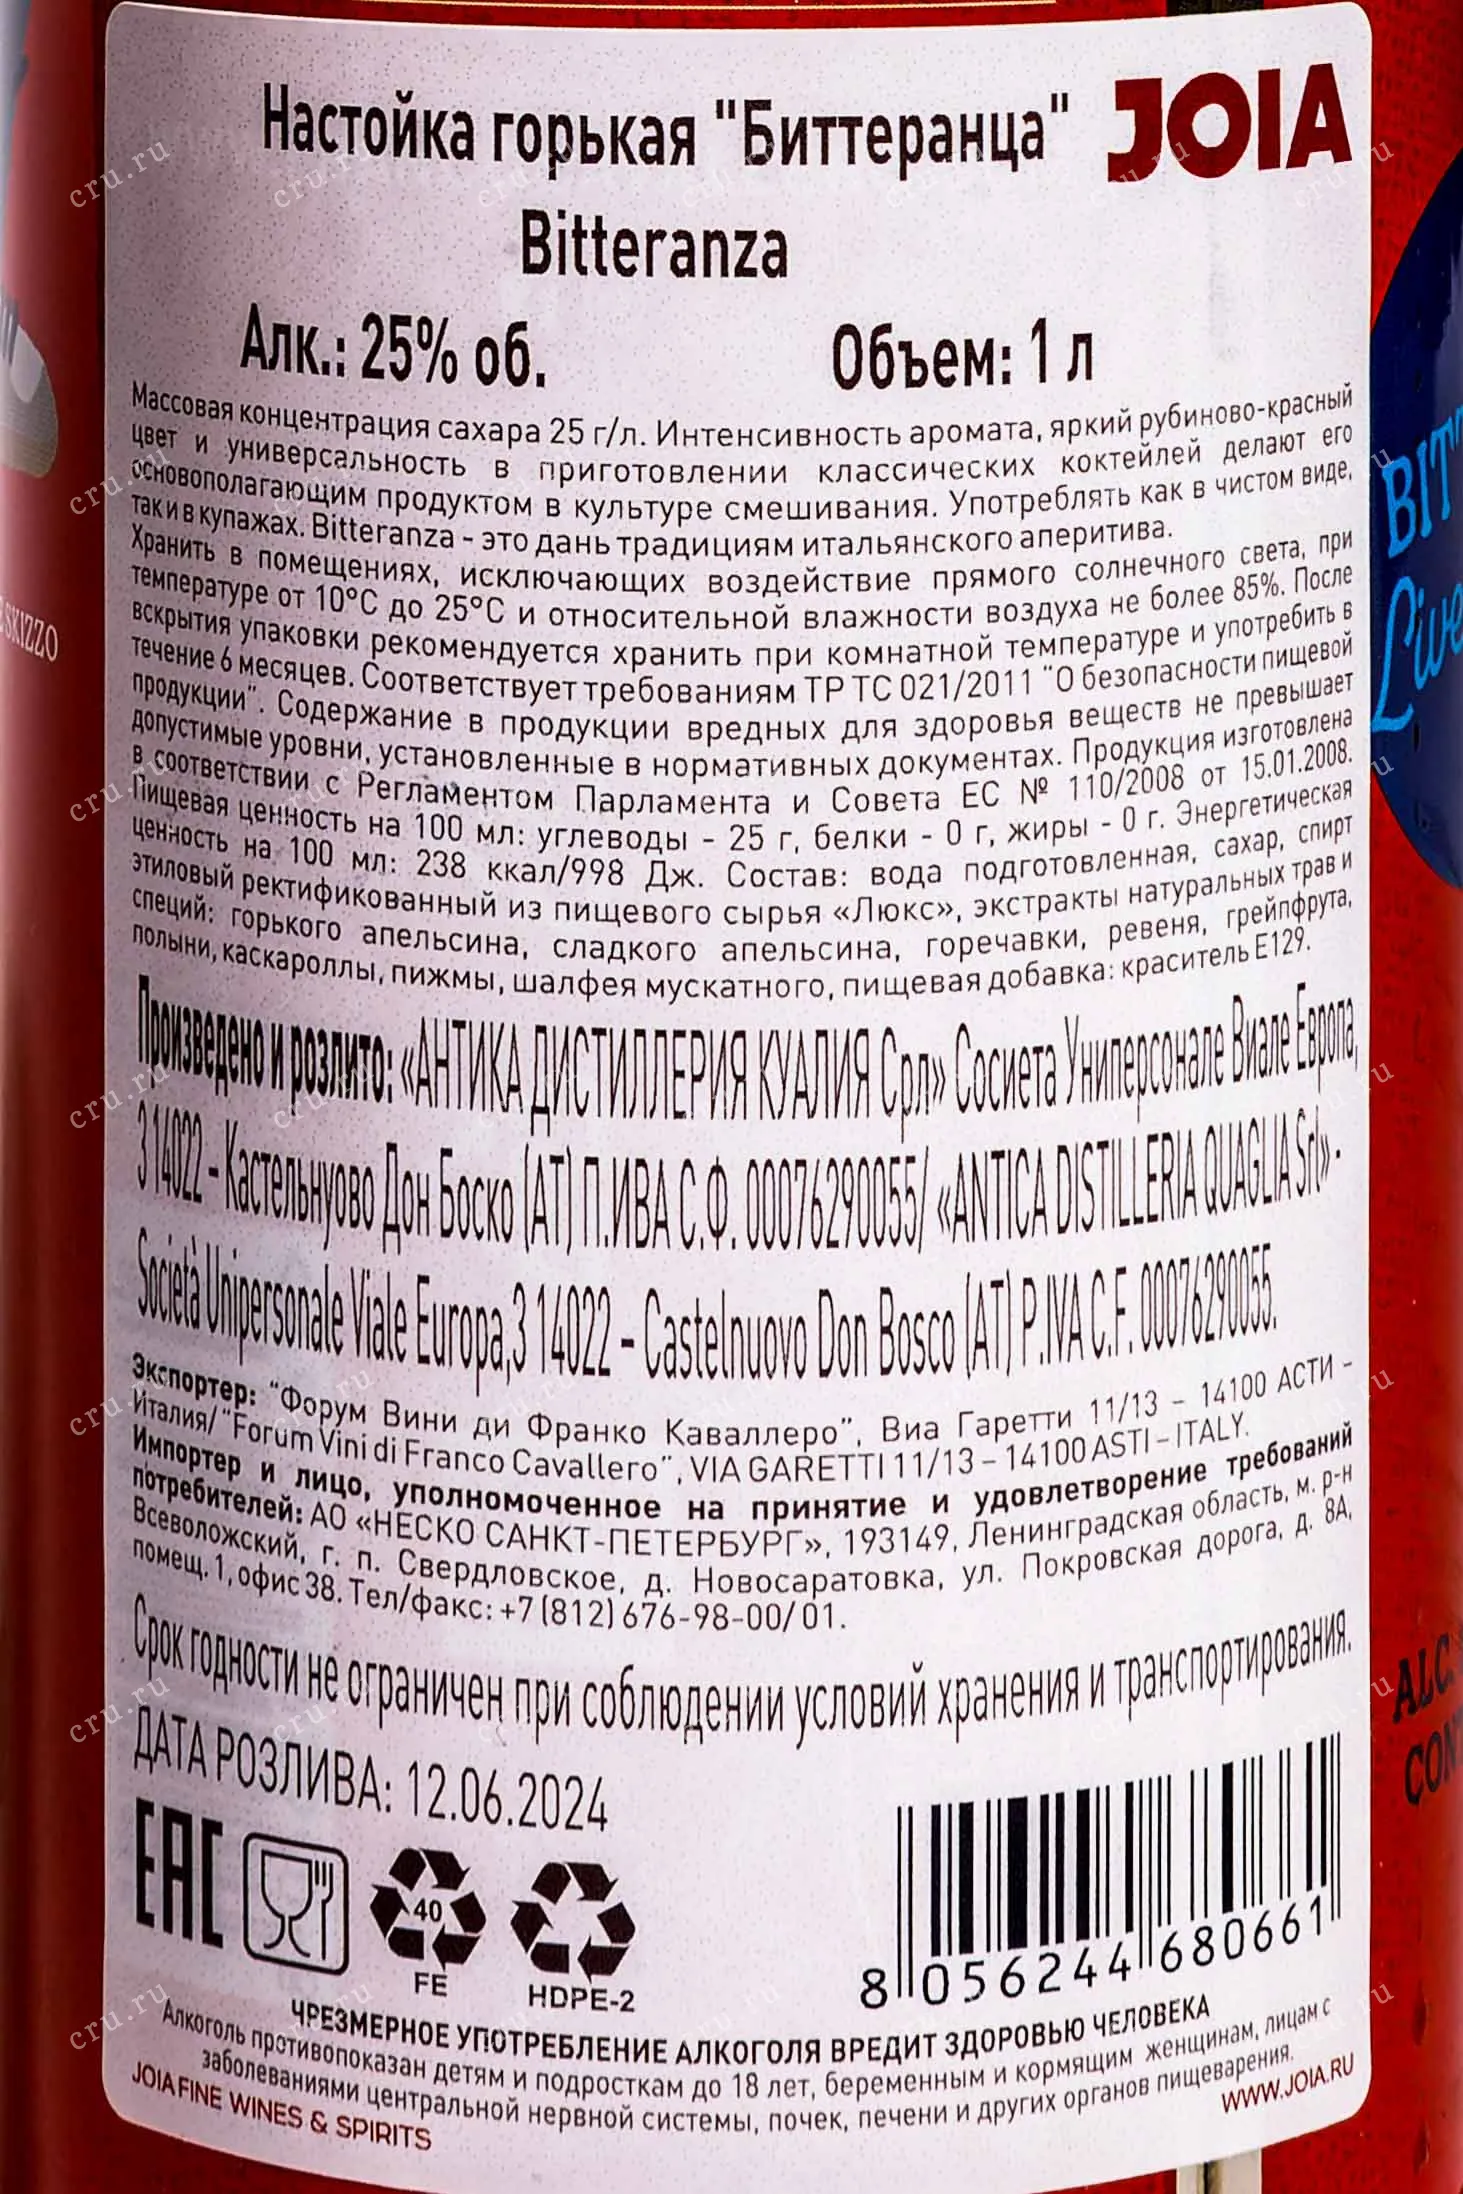 Настойка горькая "Биттеранца" JOIA
Bitteranza
Алк.: 25% об. Объем: 1 л
Массовая концентрация сахара 25 г/л. Интенсивность аромата, яркий рубиново-красный
цвет и универсальность в приготовлении классических коктейлей делают его
основополагающим продуктом в культуре смешивания. Употреблять как в чистом виде,
так и в купажах. Bitteranza - это дань традициям итальянского аперитива.
Хранить в помещениях, исключающих воздействие прямого солнечного света, при
температуре от 10°С до 25°С и относительной влажности воздуха не более 85%. После
вскрытия упаковки рекомендуется хранить при комнатной температуре и употребить в
течение 6 месяцев. Соответствует требованиям ТР ТС 021/2011 "О безопасности пищевой
продукции". Содержание в продукции вредных для здоровья веществ не превышает
допустимые уровни, установленные в нормативных документах. Продукция изготовлена
в соответствии с Регламентом Парламента и Совета ЕС № 110/2008 от 15.01.2008.
Пищевая ценность на 100 мл: углеводы - 25 г, белки - 0 г, жиры - 0 г. Энергетическая
ценность на 100 мл: 238 ккал/998 Дж. Состав: вода подготовленная, сахар, спирт
этиловый ректификованный из пищевого сырья «Люкс», экстракты натуральных трав и
специй: горького апельсина, сладкого апельсина, горечавки, ревеня, грейпфрута,
полыни, каскароллы, пижмы, шалфея мускатного, пищевая добавка: краситель Е129.
Произведено и розлито: «АНТИКА ДИСТИЛЛЕРИЯ КУАЛИЯ Срл» Сосиета Униперсонале Виале Европа,
3 14022 - Кастельнуово Дон Боско (АТ) П.ИВА С.Ф. 00076290055/ «ANTICA DISTILLERIA QUAGLIA Srl» -
Società Unipersonale Viale Europa,3 14022 – Castelnuovo Don Bosco (AT) P.IVA C.F. 00076290055.
Экспортер: "Форум Вини ди Франко Каваллеро", Виа Гаретти 11/13 – 14100 АСТИ –
Италия/"Forum Vini di Franco Cavallero", VIA GARETTI 11/13 – 14100 ASTI – ITALY.
Импортер и лицо, уполномоченное на принятие и удовлетворение требований
потребителей: АО «НЕСКО САНКТ-ПЕТЕРБУРГ», 193149, Ленинградская область, м. р-н
Всеволожский, г. п. Свердловское, д. Новосаратовка, ул. Покровская дорога, д. 8А,
помещ. 1, офис 38. Тел/факс: +7 (812) 676-98-00/ 01.
Срок годности не ограничен при соблюдении условий хранения и транспортирования.
ДАТА РОЗЛИВА: 12.06.2024
EAC
40
FE
HDPE-2
8 056244 680661
ЧРЕЗМЕРНОЕ УПОТРЕБЛЕНИЕ АЛКОГОЛЯ ВРЕДИТ ЗДОРОВЬЮ ЧЕЛОВЕКА
Алкоголь противопоказан детям и подросткам до 18 лет, беременным и кормящим женщинам, лицам с
заболеваниями центральной нервной системы, почек, печени и других органов пищеварения.
JOIA FINE WINES & SPIRITS
WWW.JOIA.RU
SKIZZO
cru.ru